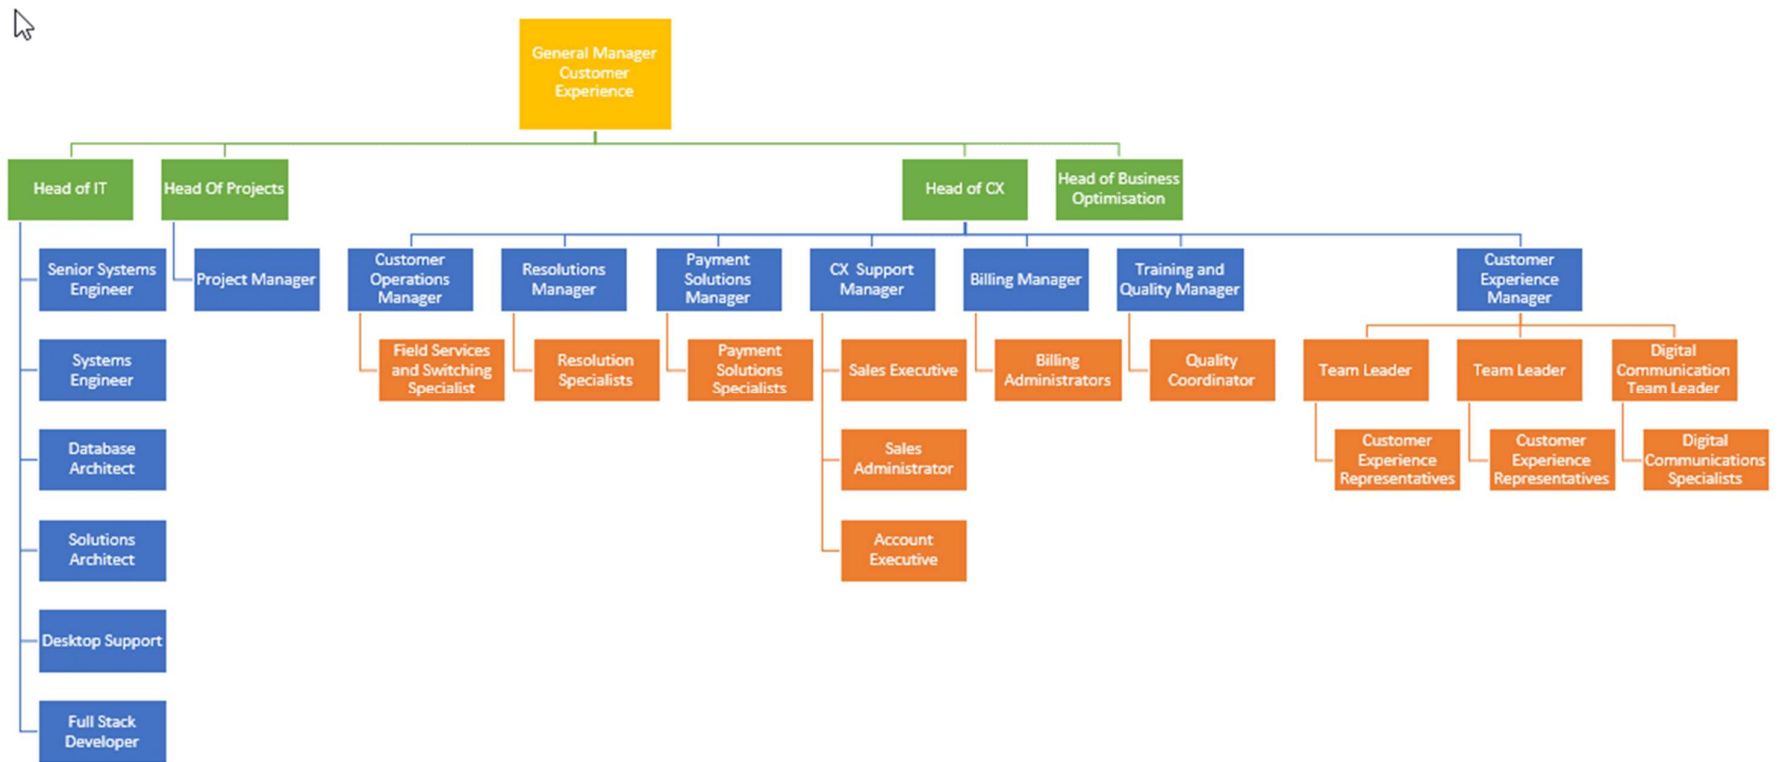 General Manager
Customer
Experience
Head of IT
Head Of Projects
Head of CX
Head of Business
Optimisation
Senior Systems
Engineer
Project Manager
Customer
Operations
Manager
Resolutions
Manager
Payment
Solutions
Manager
CX Support
Manager
Billing Manager
Training and
Quality Manager
Customer
Experience
Manager
Systems
Engineer
Field Services
and Switching
Specialist
Resolution
Specialists
Payment
Solutions
Specialists
Sales Executive
Billing
Administrators
Quality
Coordinator
Team Leader
Team Leader
Digital
Communication
Team Leader
Database
Architect
Sales
Administrator
Customer
Experience
Representatives
Customer
Experience
Representatives
Digital
Communications
Specialists
Solutions
Architect
Account
Executive
Desktop Support
Full Stack
Developer